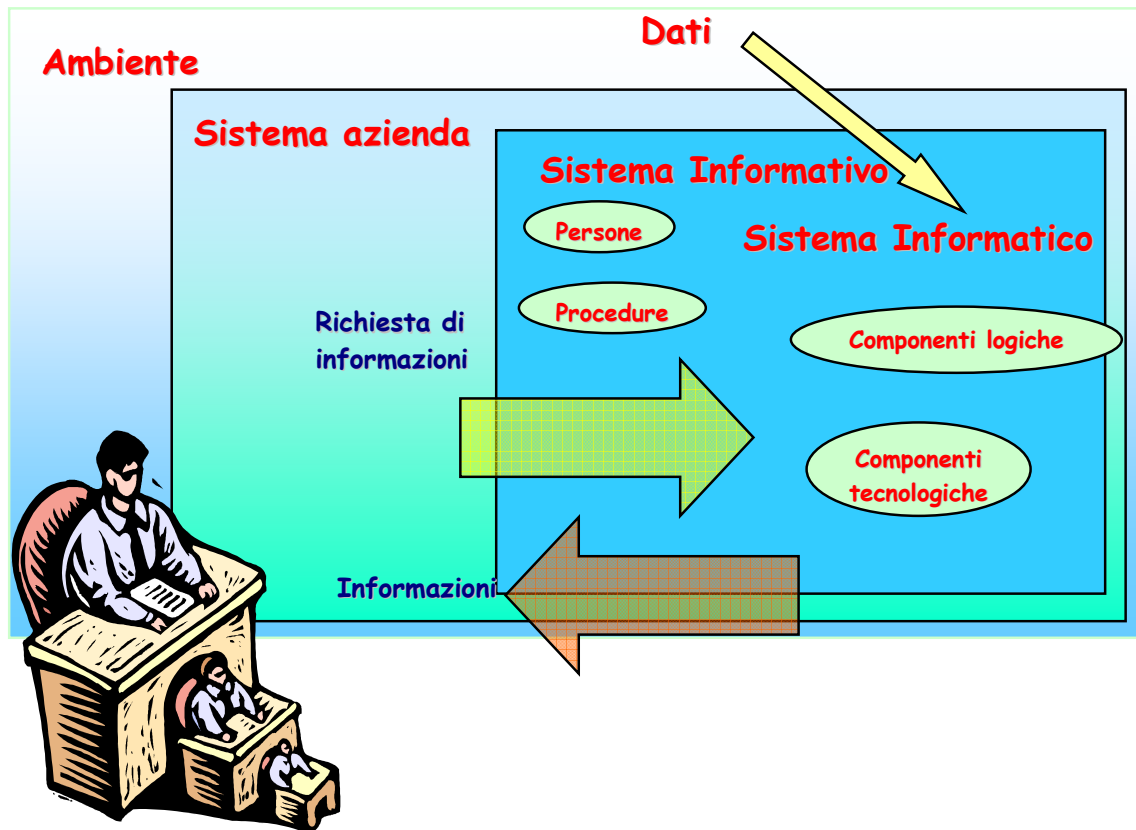 Dati
Ambiente
Sistema azienda
Sistema Informativo
Persone
Sistema Informatico
Procedure
Richiesta di
informazioni
Componenti logiche
Componenti
tecnologiche
Informazioni